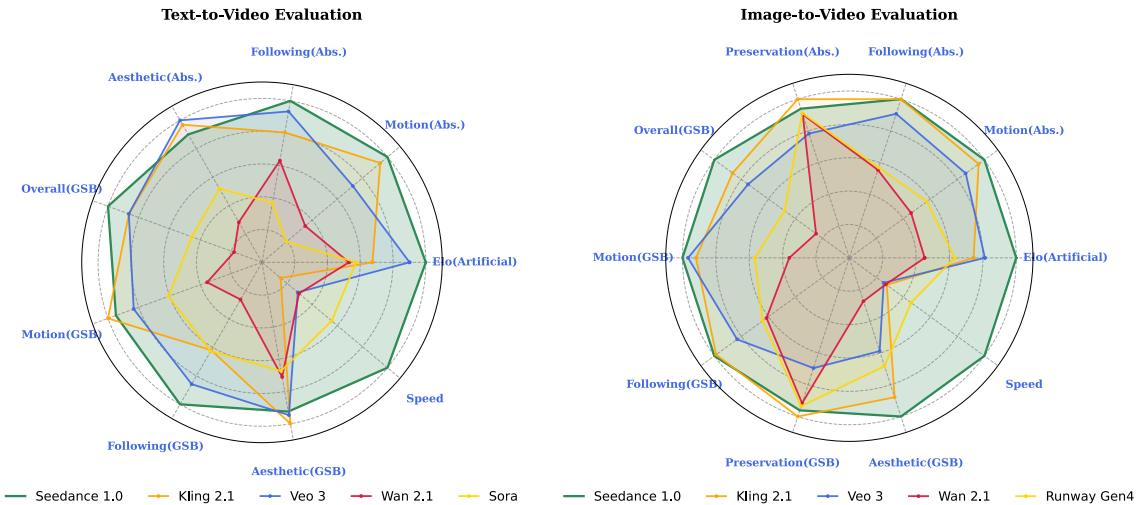 Text-to-Video Evaluation
Following(Abs.)
Aesthetic(Abs.)
Motion(Abs.)
Overall(GSB)
Elo(Artificial)
Motion(GSB)
Speed
Following(GSB)
Aesthetic(GSB)
Seedance 1.0
Kling 2.1
Veo 3
Wan 2.1
Sora
Image-to-Video Evaluation
Preservation(Abs.)
Following(Abs.)
Overall(GSB)
Motion(Abs.)
Motion(GSB)
Elo(Artificial)
Following(GSB)
Speed
Preservation(GSB)
Aesthetic(GSB)
Seedance 1.0
Kling 2.1
Veo 3
Wan 2.1
Runway Gen4